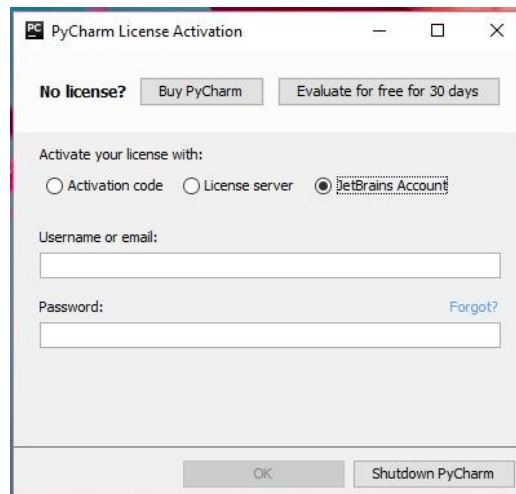 PC PyCharm License Activation
No license? Buy PyCharm Evaluate for free for 30 days
Activate your license with:
Activation code License server JetBrains Account
Username or email:
Password: Forgot?
OK Shutdown PyCharm